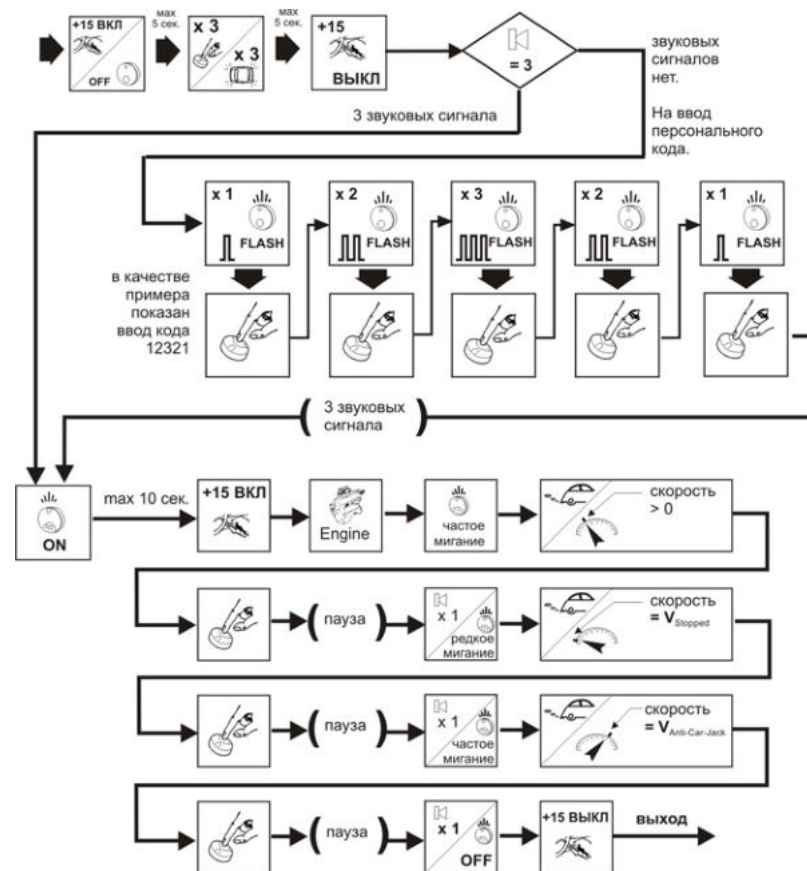 +15 ВКЛ
OFF
мах
5 сек.
x 3
x 3
мах
5 сек.
+15
ВЫКЛ
= 3
звуковых
сигналов
нет.
3 звуковых сигнала
На ввод
персонального
кода.
x 1
FLASH
x 2
FLASH
x 3
FLASH
x 2
FLASH
x 1
FLASH
в качестве
примера
показан
ввод кода
12321
( 3 звуковых
сигнала )
ON
max 10 сек.
+15 ВКЛ
Engine
частое
мигание
скорость
> 0
( пауза )
x 1
редкое
мигание
скорость
= V Stopped
( пауза )
x 1
частое
мигание
скорость
= V Anti-Car-Jack
( пауза )
x 1
OFF
+15 ВЫКЛ
выход